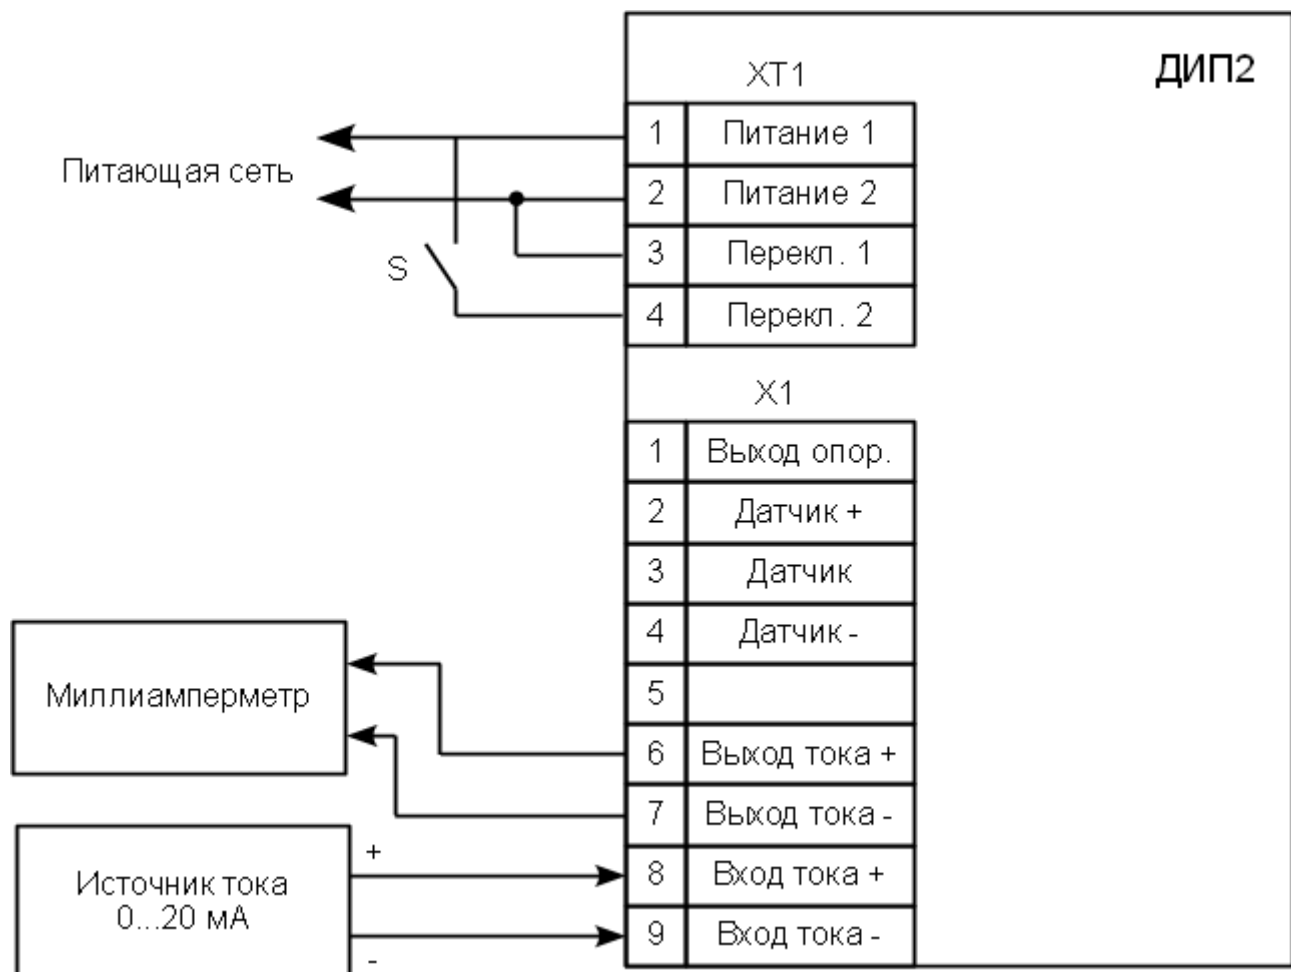 ДИП2
XT1
1 Питание 1
Питающая сеть
2 Питание 2
3 Перекл. 1
S
4 Перекл. 2
X1
1 Выход опор.
2 Датчик +
3 Датчик
4 Датчик -
5
Миллиамперметр
6 Выход тока +
7 Выход тока -
+
Источник тока
0...20 мА
8 Вход тока +
9 Вход тока -
-